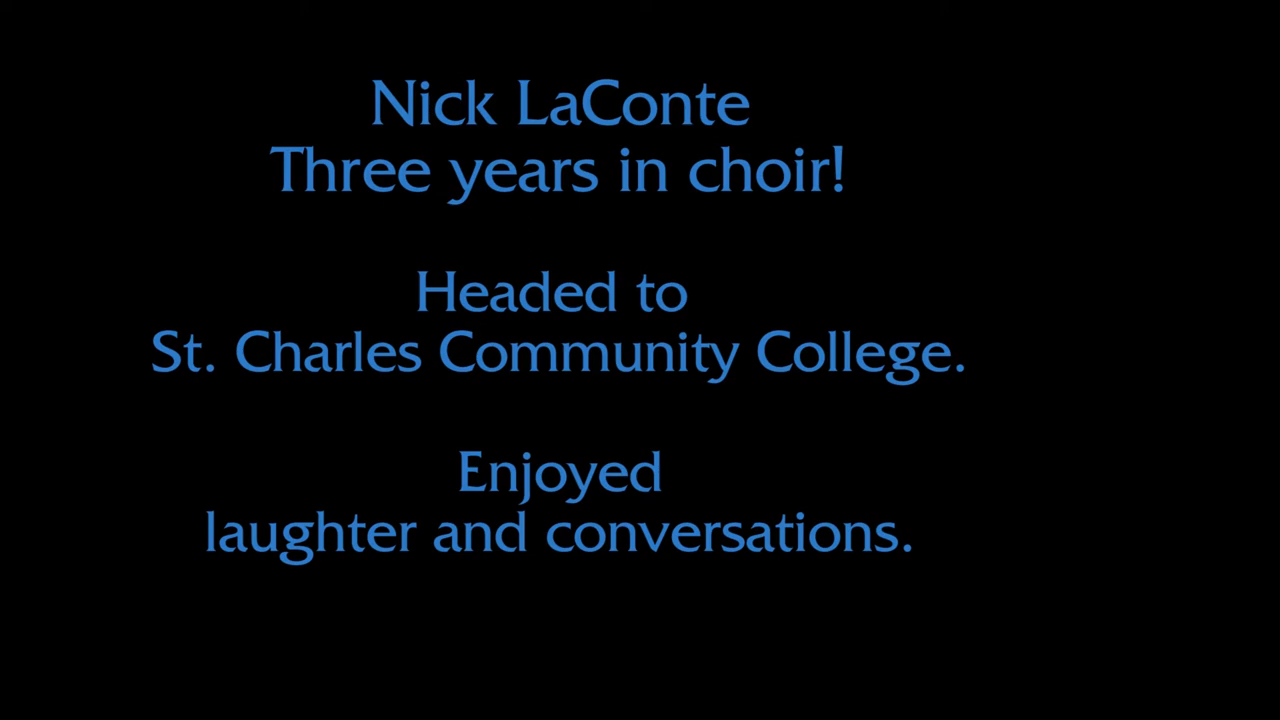 Nick LaConte
Three years in choir!
Headed to
St. Charles Community College.
Enjoyed
laughter and conversations.